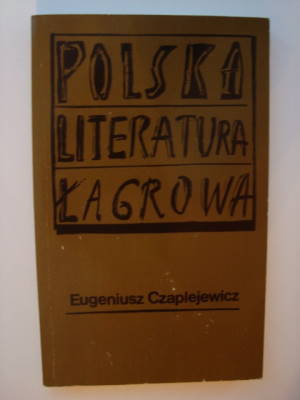 POLSKA
LITERATURA
ŁAGROWA
Eugeniusz Czaplejewicz